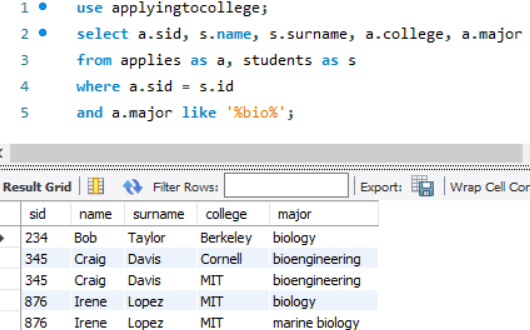 1 use applyingtocollege;
2 select a.sid, s.name, s.surname, a.college, a.major
3 from applies as a, students as s
4 where a.sid = s.id
5 and a.major like '%bio%';
Result Grid Filter Rows: Export: Wrap Cell Con
sid name surname college major
234 Bob Taylor Berkeley biology
345 Craig Davis Cornell bioengineering
345 Craig Davis MIT bioengineering
876 Irene Lopez MIT biology
876 Irene Lopez MIT marine biology